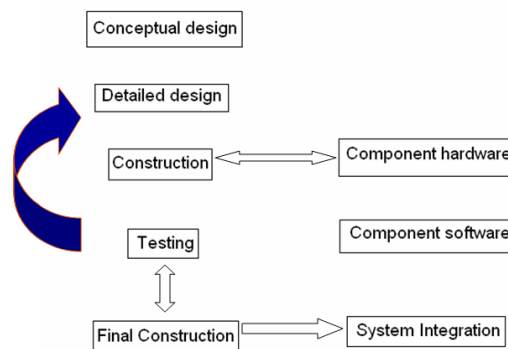 Conceptual design
Detailed design
Construction
Component hardware
Component software
Testing
Final Construction
System Integration